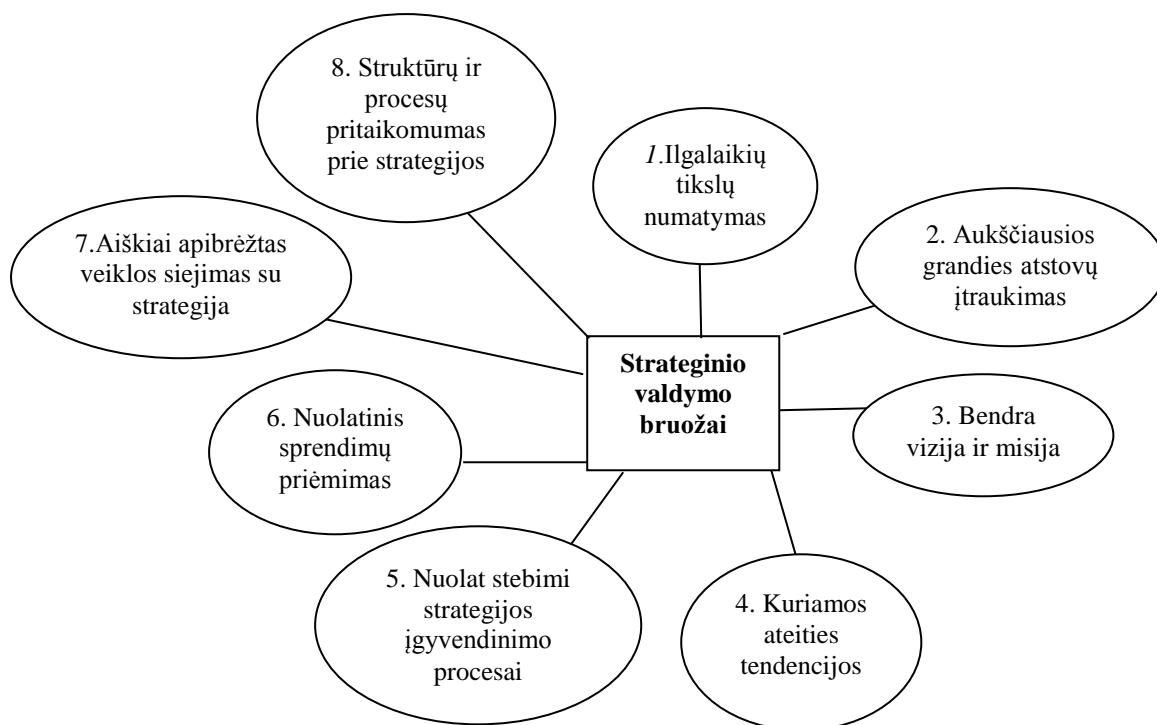 8. Struktūrų ir
procesų
pritaikomumas
prie strategijos
1.Ilgalaikių
tikslų
numatymas
2. Aukščiausios
grandies atstovų
įtraukimas
7.Aiškiai apibrėžtas
veiklos siejimas su
strategija
Strateginio
valdymo
bruožai
3. Bendra
vizija ir misija
6. Nuolatinis
sprendimų
priėmimas
5. Nuolat stebimi
strategijos
įgyvendinimo
procesai
4. Kuriamos
ateities
tendencijos